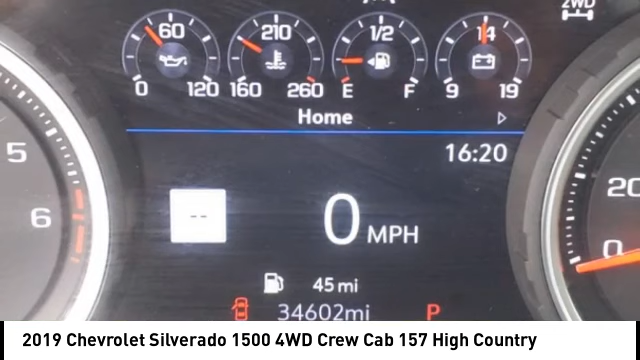 2WD
60 210 1/2 14
0 120 160 260 E F 9 19
Home
16:20
5
6
--
0 MPH
20
0
45 mi
34602mi P
2019 Chevrolet Silverado 1500 4WD Crew Cab 157 High Country